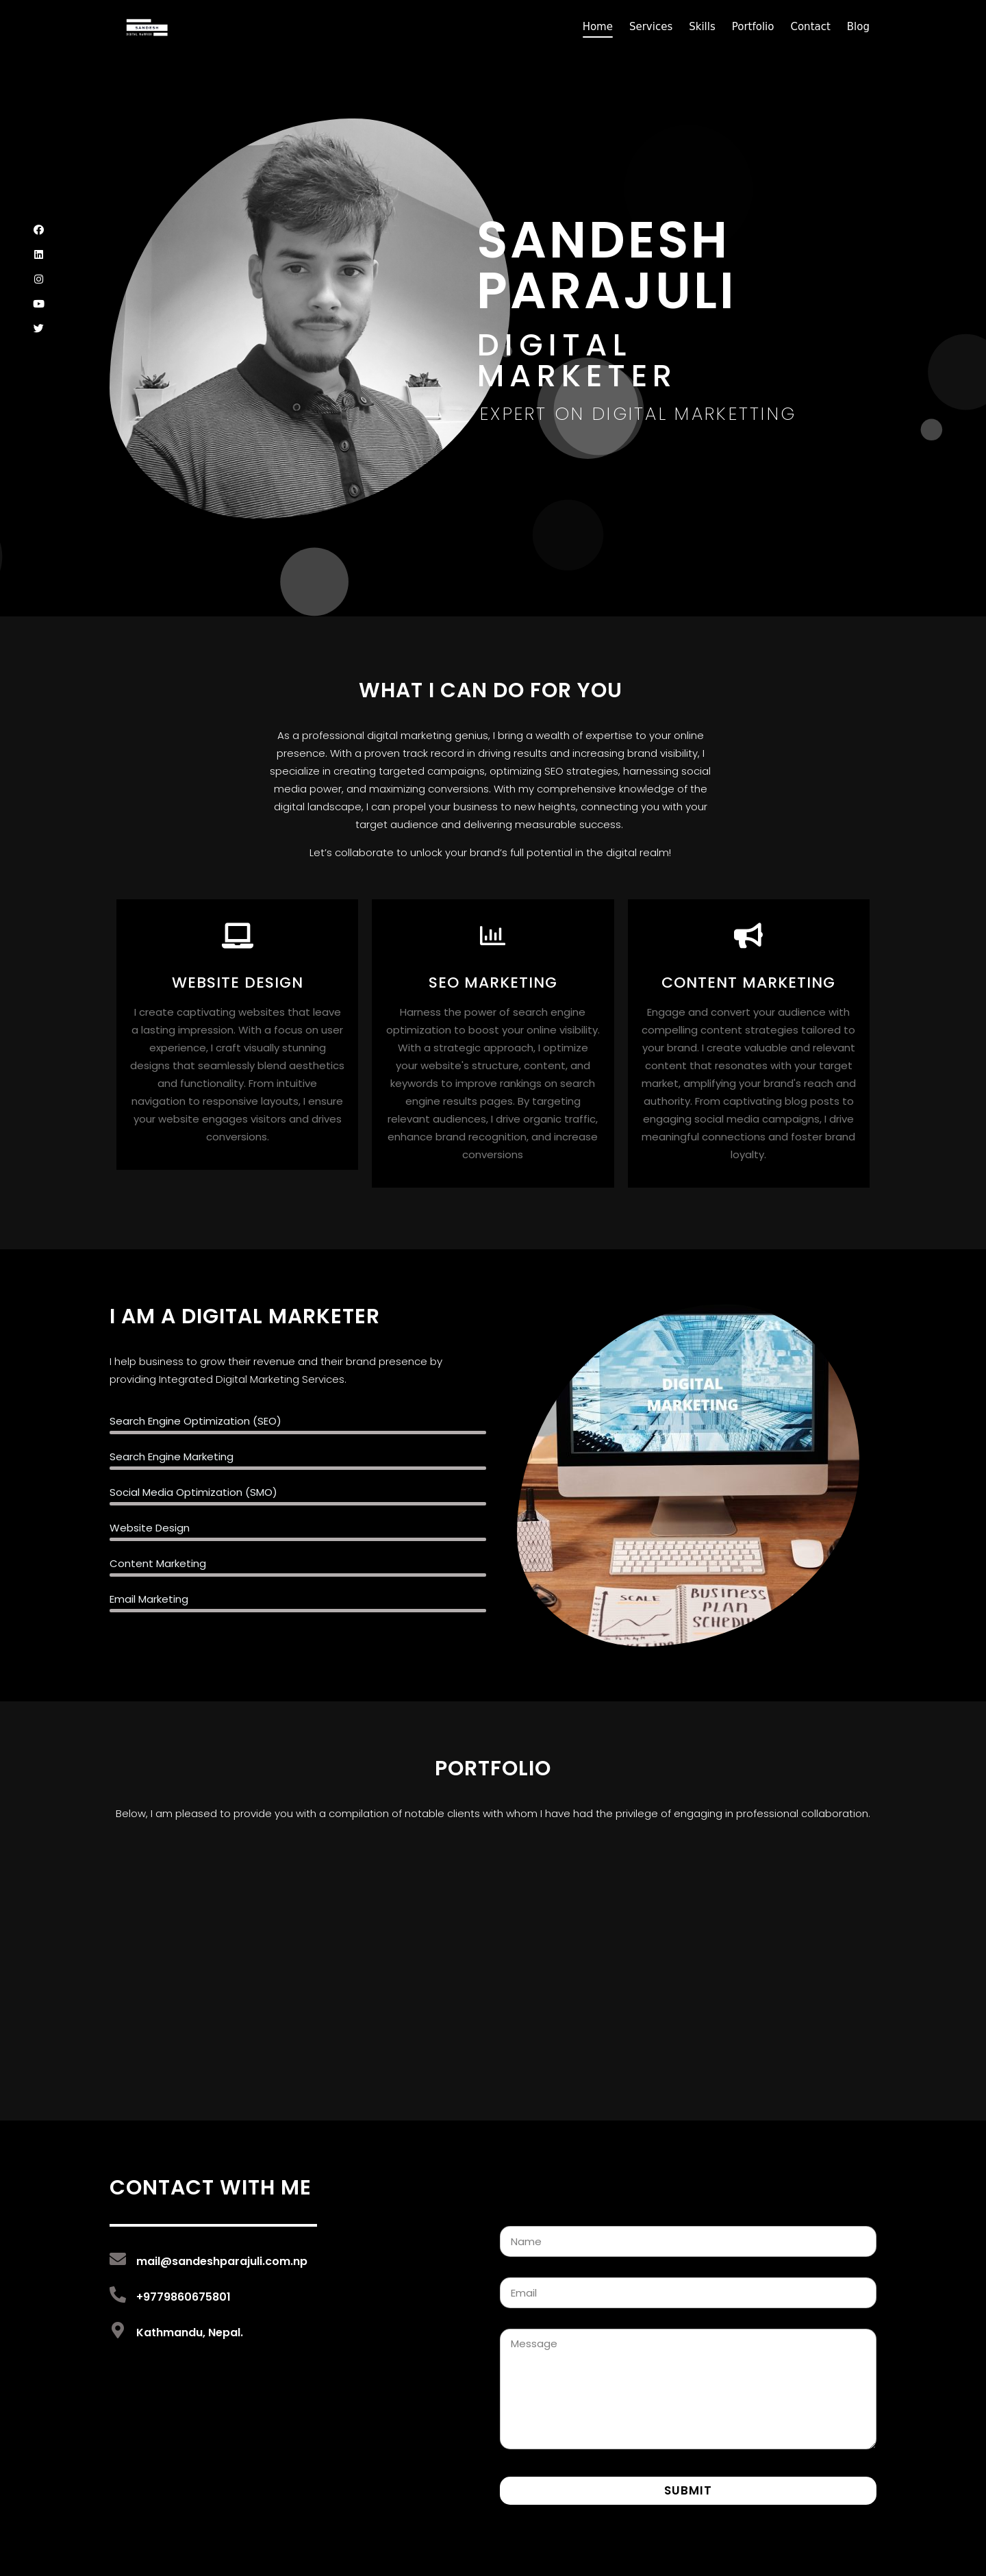 SANDESH
Home Services Skills Portfolio Contact Blog
SANDESH
PARAJULI
DIGITAL
MARKETER
EXPERT ON DIGITAL MARKETTING
WHAT I CAN DO FOR YOU
As a professional digital marketing genius, I bring a wealth of expertise to your online
presence. With a proven track record in driving results and increasing brand visibility, I
specialize in creating targeted campaigns, optimizing SEO strategies, harnessing social
media power, and maximizing conversions. With my comprehensive knowledge of the
digital landscape, I can propel your business to new heights, connecting you with your
target audience and delivering measurable success.
Let’s collaborate to unlock your brand’s full potential in the digital realm!
WEBSITE DESIGN
I create captivating websites that leave
a lasting impression. With a focus on user
experience, I craft visually stunning
designs that seamlessly blend aesthetics
and functionality. From intuitive
navigation to responsive layouts, I ensure
your website engages visitors and drives
conversions.
SEO MARKETING
Harness the power of search engine
optimization to boost your online visibility.
With a strategic approach, I optimize
your website's structure, content, and
keywords to improve rankings on search
engine results pages. By targeting
relevant audiences, I drive organic traffic,
enhance brand recognition, and increase
conversions
CONTENT MARKETING
Engage and convert your audience with
compelling content strategies tailored to
your brand. I create valuable and relevant
content that resonates with your target
market, amplifying your brand's reach and
authority. From captivating blog posts to
engaging social media campaigns, I drive
meaningful connections and foster brand
loyalty.
I AM A DIGITAL MARKETER
I help business to grow their revenue and their brand presence by
providing Integrated Digital Marketing Services.
Search Engine Optimization (SEO)
Search Engine Marketing
Social Media Optimization (SMO)
Website Design
Content Marketing
Email Marketing
DIGITAL
MARKETING
SCALE
BUSINESS
PLAN
SCHEDU
PORTFOLIO
Below, I am pleased to provide you with a compilation of notable clients with whom I have had the privilege of engaging in professional collaboration.
CONTACT WITH ME
mail@sandeshparajuli.com.np
+9779860675801
Kathmandu, Nepal.
Name
Email
Message
SUBMIT